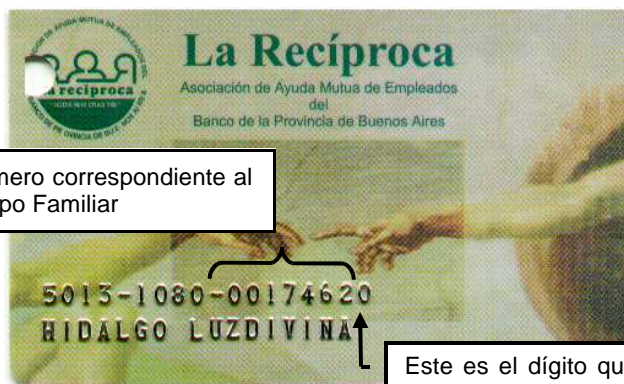 La Recíproca
Asociación de Ayuda Mutua de Empleados
del
Banco de la Provincia de Buenos Aires
la reciproca
mero correspondiente al
po Familiar
5013-1080-00174620
HIDALGO LUZDIVINA
Este es el dígito qu